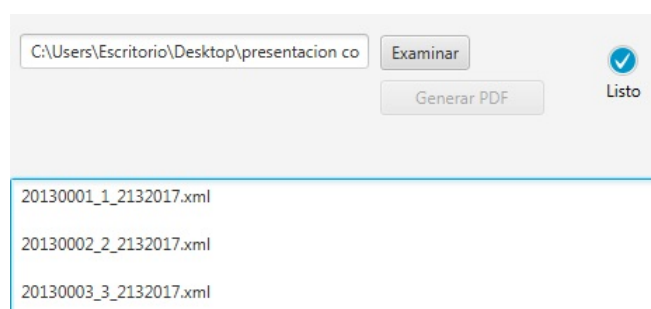 C:\Users\Escritorio\Desktop\presentacion co
Examinar
Generar PDF
Listo
20130001_1_2132017.xml
20130002_2_2132017.xml
20130003_3_2132017.xml